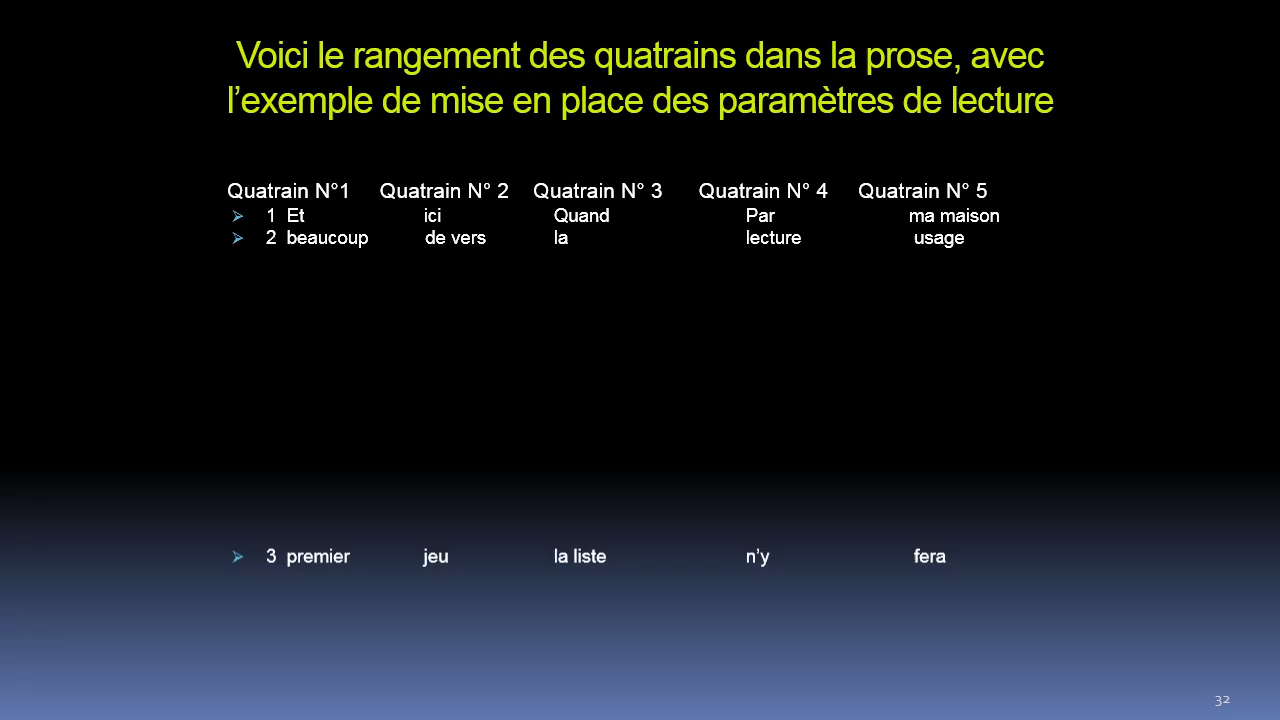 Voici le rangement des quatrains dans la prose, avec
l’exemple de mise en place des paramètres de lecture
Quatrain N°1 Quatrain N° 2 Quatrain N° 3 Quatrain N° 4 Quatrain N° 5
1 Et ici Quand Par ma maison
2 beaucoup de vers la lecture usage
3 premier jeu la liste n’y fera
32